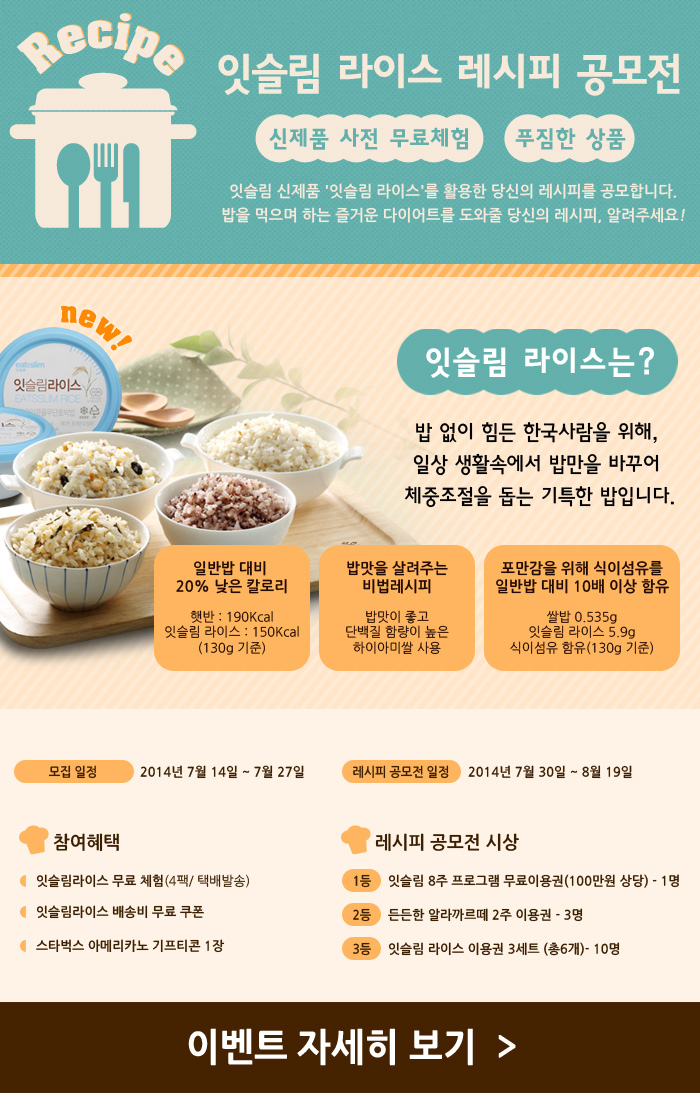 Recipe
잇슬림 라이스 레시피 공모전
신제품 사전 무료체험
푸짐한 상품
잇슬림 신제품 '잇슬림 라이스'를 활용한 당신의 레시피를 공모합니다.
밥을 먹으며 하는 즐거운 다이어트를 도와줄 당신의 레시피, 알려주세요!
new!
eatsslim
잇슬림라이스
EATSSLIM RICE
잇슬림 라이스는?
밥 없이 힘든 한국사람을 위해,
일상 생활속에서 밥만을 바꾸어
체중조절을 돕는 기특한 밥입니다.
일반밥 대비
20% 낮은 칼로리
햇반 : 190Kcal
잇슬림 라이스 : 150Kcal
(130g 기준)
밥맛을 살려주는
비법레시피
밥맛이 좋고
단백질 함량이 높은
하이아미쌀 사용
포만감을 위해 식이섬유를
일반밥 대비 10배 이상 함유
쌀밥 0.535g
잇슬림 라이스 5.9g
식이섬유 함유(130g 기준)
모집 일정
2014년 7월 14일 ~ 7월 27일
레시피 공모전 일정
2014년 7월 30일 ~ 8월 19일
참여혜택
잇슬림라이스 무료 체험(4팩/ 택배발송)
잇슬림라이스 배송비 무료 쿠폰
스타벅스 아메리카노 기프티콘 1장
레시피 공모전 시상
1등 잇슬림 8주 프로그램 무료이용권(100만원 상당) - 1명
2등 든든한 알라까르떼 2주 이용권 - 3명
3등 잇슬림 라이스 이용권 3세트 (총6개)- 10명
이벤트 자세히 보기 >